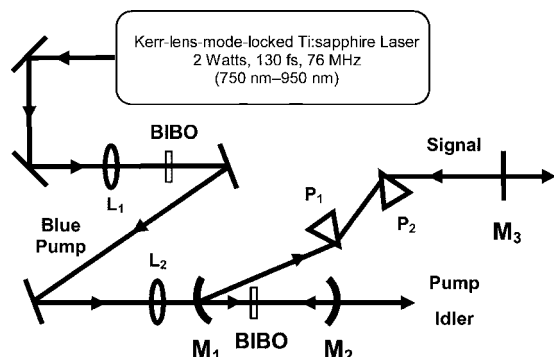 Kerr-lens-mode-locked Ti:sapphire Laser
2 Watts, 130 fs, 76 MHz
(750 nm–950 nm)
BIBO
L1
Signal
P1
P2
M3
Blue
Pump
L2
Pump
Idler
M1
BIBO
M2